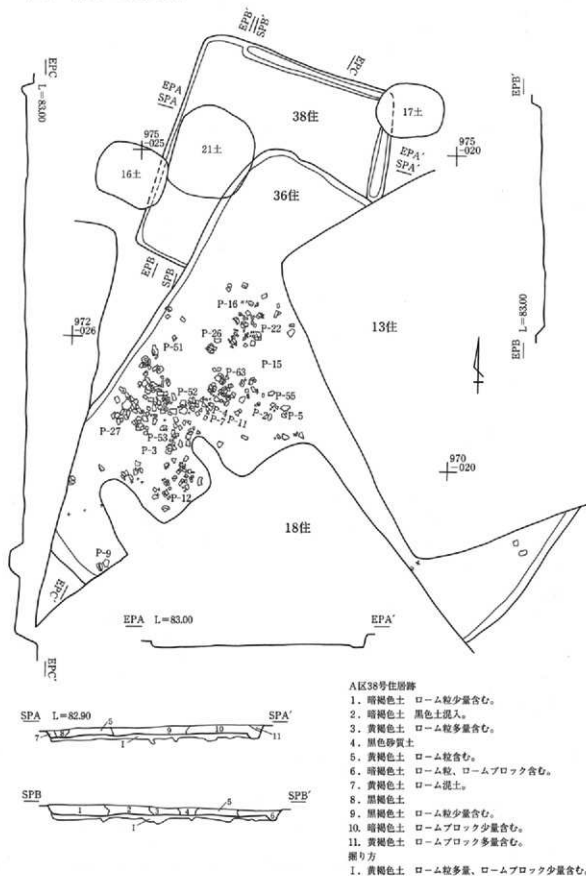 EPB′
SPB′
EPC
L=83.00
EPA
SPA
EPC
38住
17土
EPB′
975
-025
21土
16土
975
-020
EPA′
SPA′
36住
EPB
SPB
P-16
P-22
P-26
972
-026
P-51
13住
P-15
P-63
P-52
P-55
P-4
P-7
P-11
P-20
P-5
P-27
P-53
P-3
P-12
970
-020
L=83.00
EPB
18住
P-9
EPC′
EPA L=83.00
EPA′
EPC′
SPA L=82.90
SPA′
5
9
10
7
1
11
SPB
SPB′
1
2
3
4
5
6
I
A区38号住居跡
1. 暗褐色土 ローム粒少量含む。
2. 暗褐色土 黒色土混入。
3. 黄褐色土 ローム粒多量含む。
4. 黒色砂質土
5. 黄褐色土 ローム粒含む。
6. 暗褐色土 ローム粒、ロームブロック含む。
7. 黄褐色土 ローム混土。
8. 黒褐色土
9. 黒褐色土 ローム粒少量含む。
10. 暗褐色土 ロームブロック少量含む。
11. 黄褐色土 ロームブロック多量含む。
掘り方
I. 黄褐色土 ローム粒多量、ロームブロック少量含む。